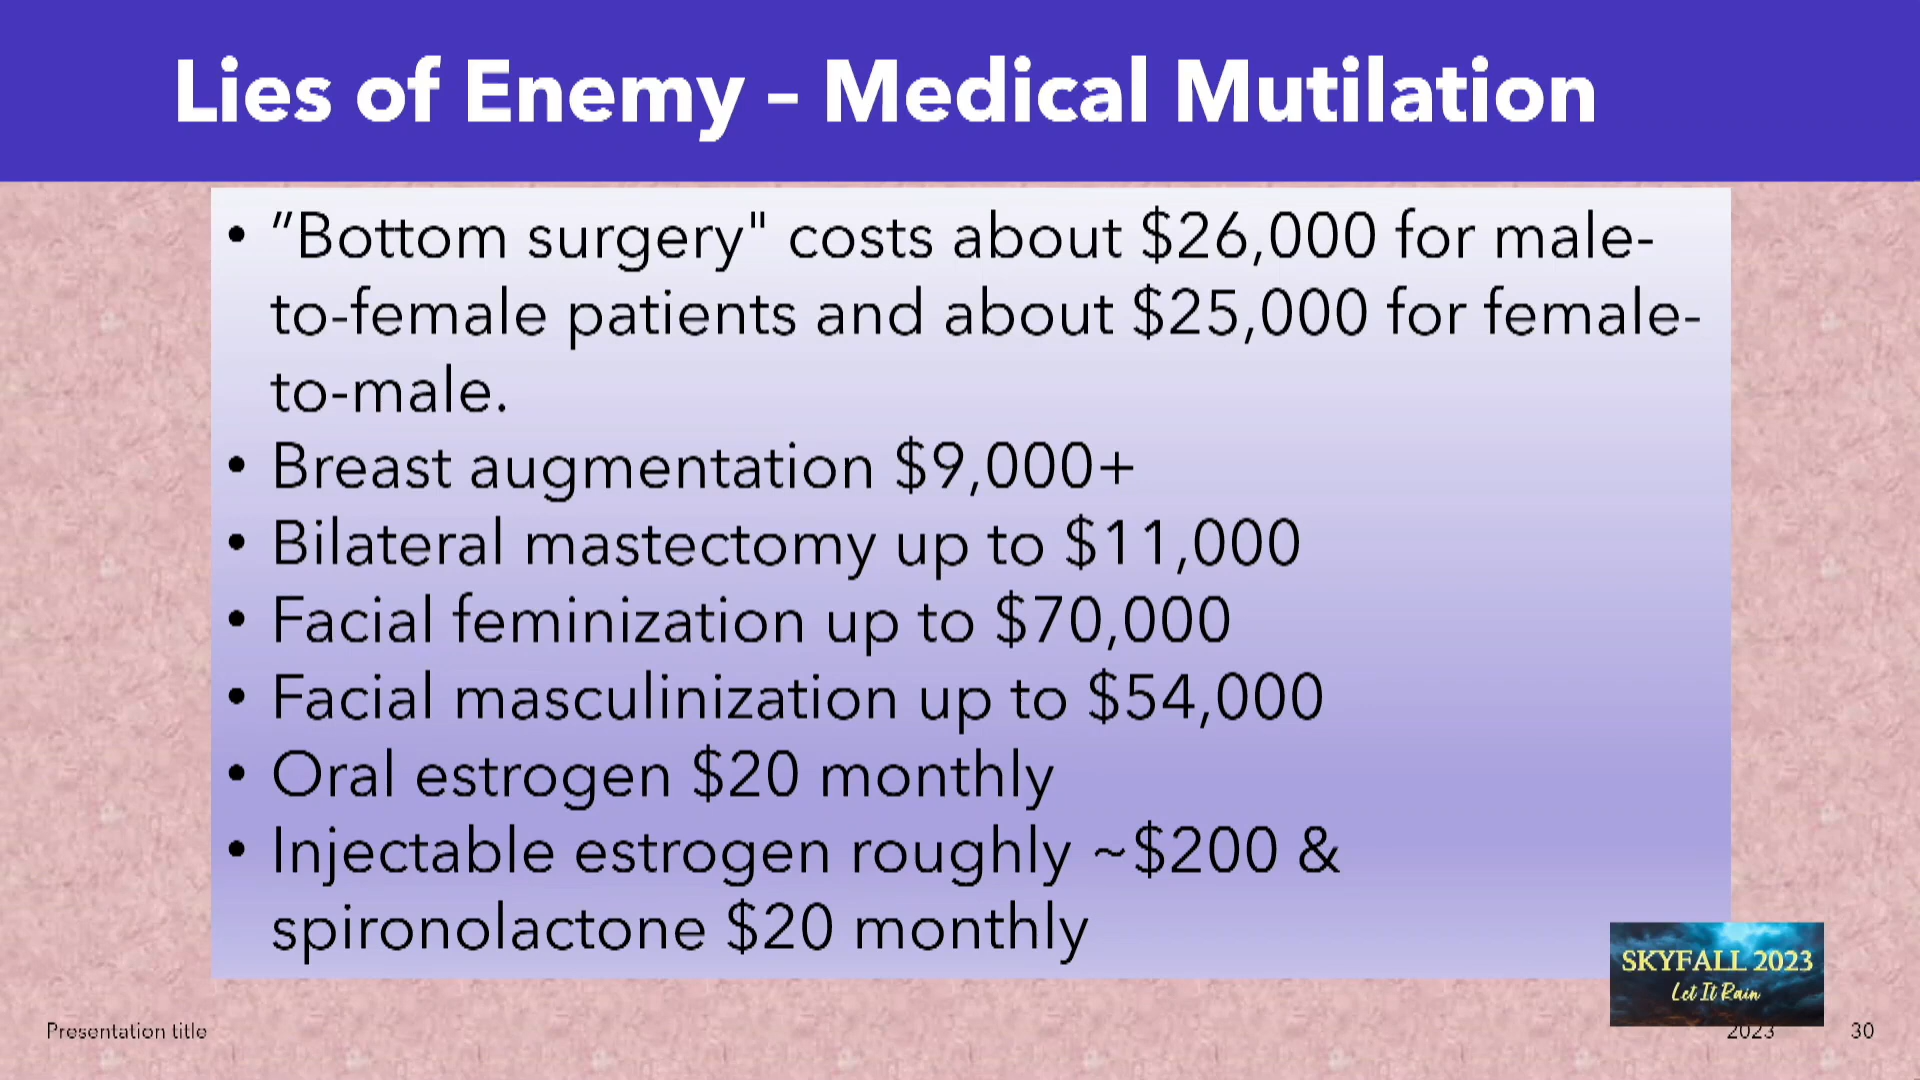 Lies of Enemy – Medical Mutilation
• ”Bottom surgery" costs about $26,000 for male-
to-female patients and about $25,000 for female-
to-male.
• Breast augmentation $9,000+
• Bilateral mastectomy up to $11,000
• Facial feminization up to $70,000
• Facial masculinization up to $54,000
• Oral estrogen $20 monthly
• Injectable estrogen roughly ~$200 &
spironolactone $20 monthly
SKYFALL 2023
Let It Rain
Presentation title
2023
30